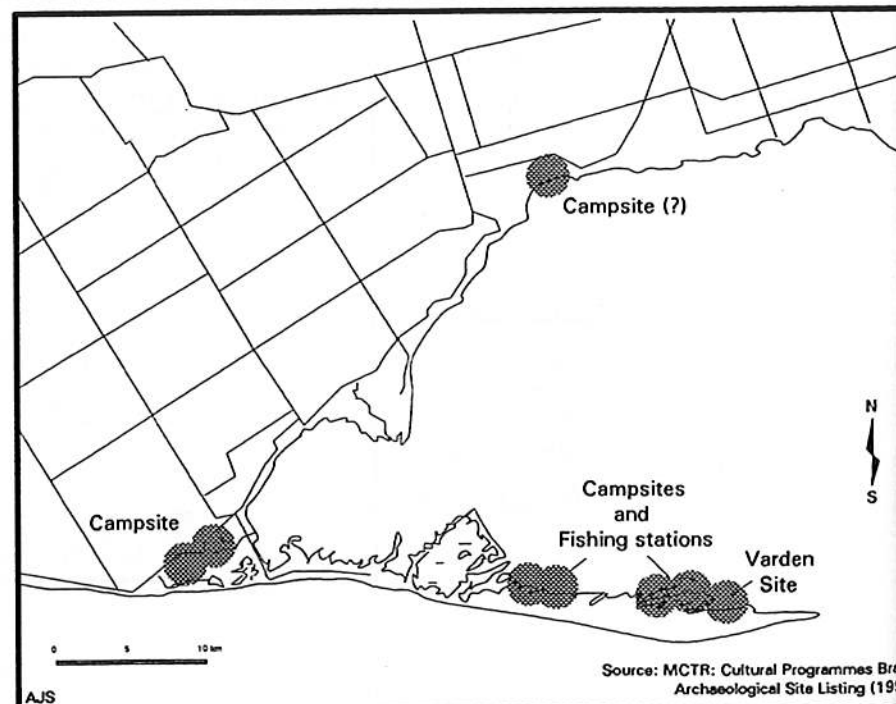 Campsite (?)
N
S
Campsite
Campsites
and
Fishing stations
Varden
Site
0 5 10 km
Source: MCTR: Cultural Programmes
Archaeological Site Listing
AJS